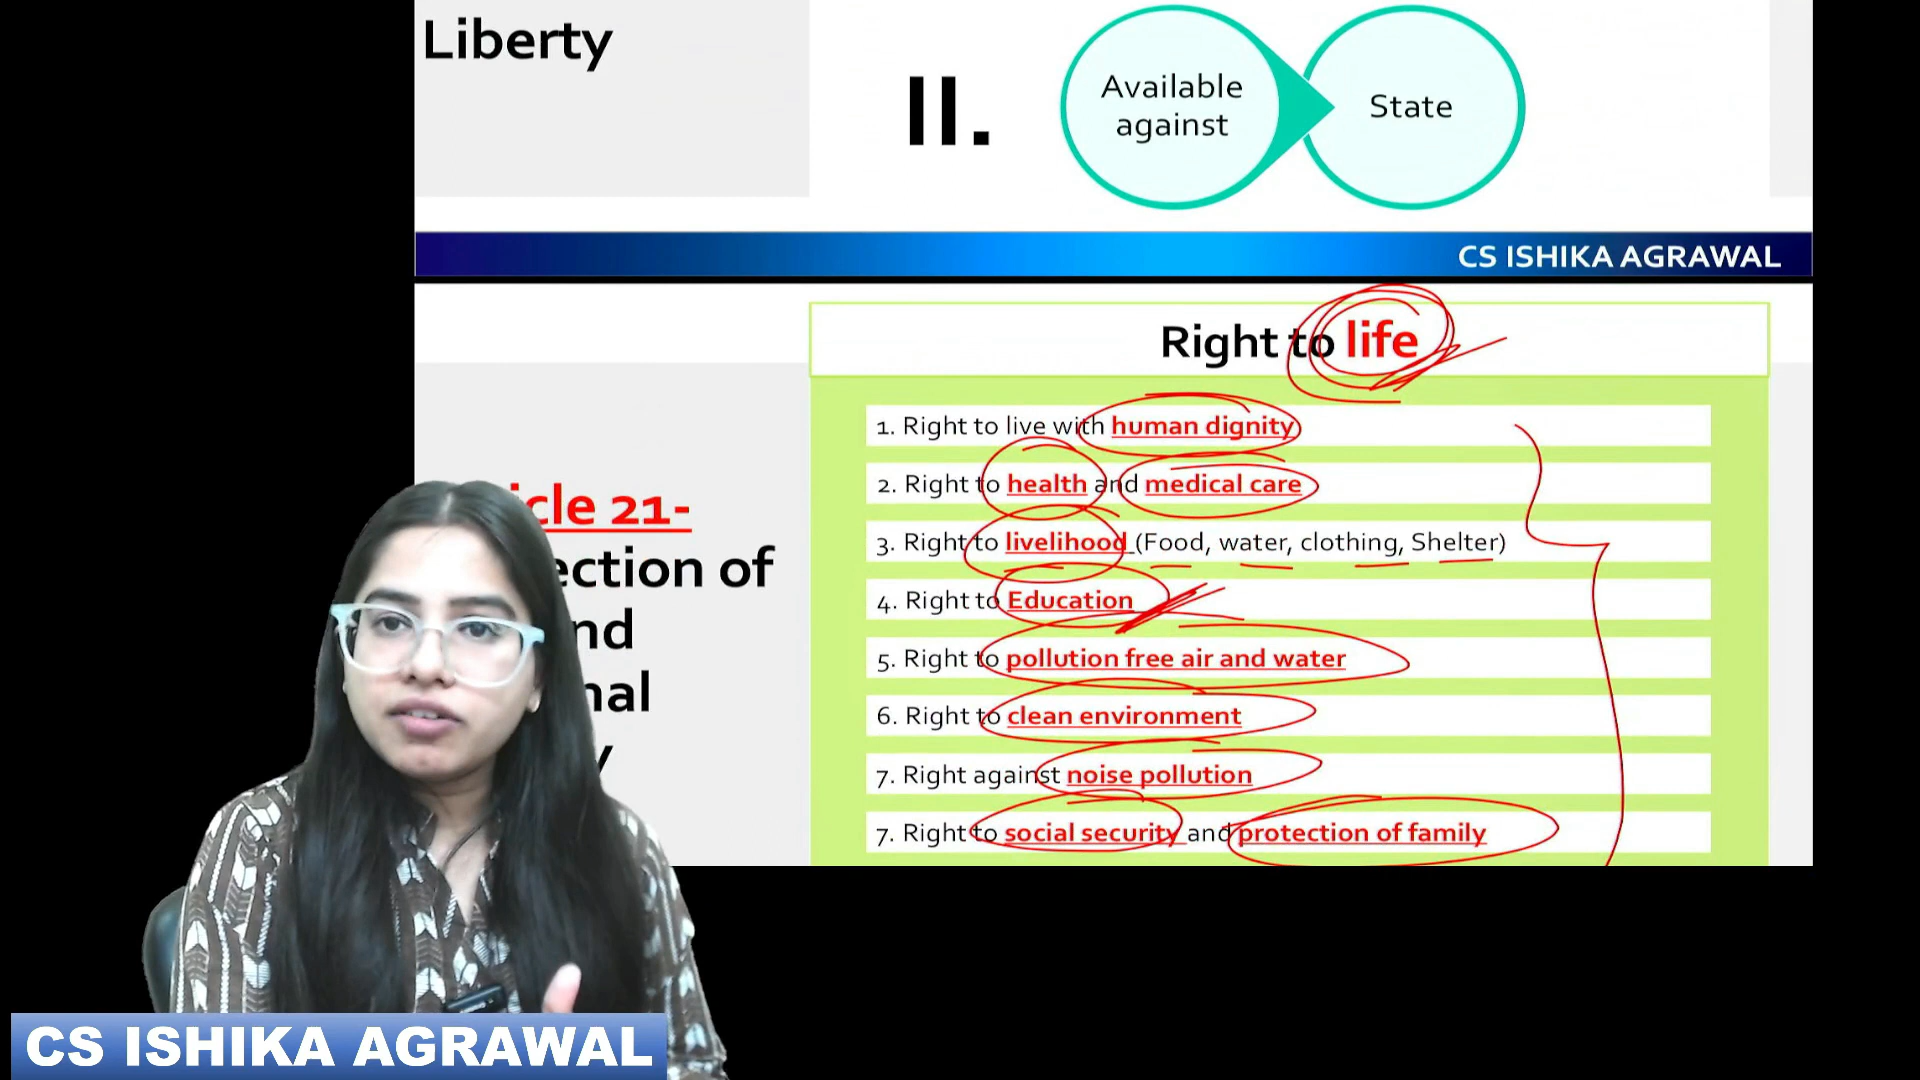 Liberty
II.
Available
against
State
CS ISHIKA AGRAWAL
Right to life
1. Right to live with human dignity
2. Right to health and medical care
3. Right to livelihood (Food, water, clothing, Shelter)
4. Right to Education
5. Right to pollution free air and water
6. Right to clean environment
7. Right against noise pollution
7. Right to social security and protection of family
icle 21-
ection of
nd
nal
y
CS ISHIKA AGRAWAL